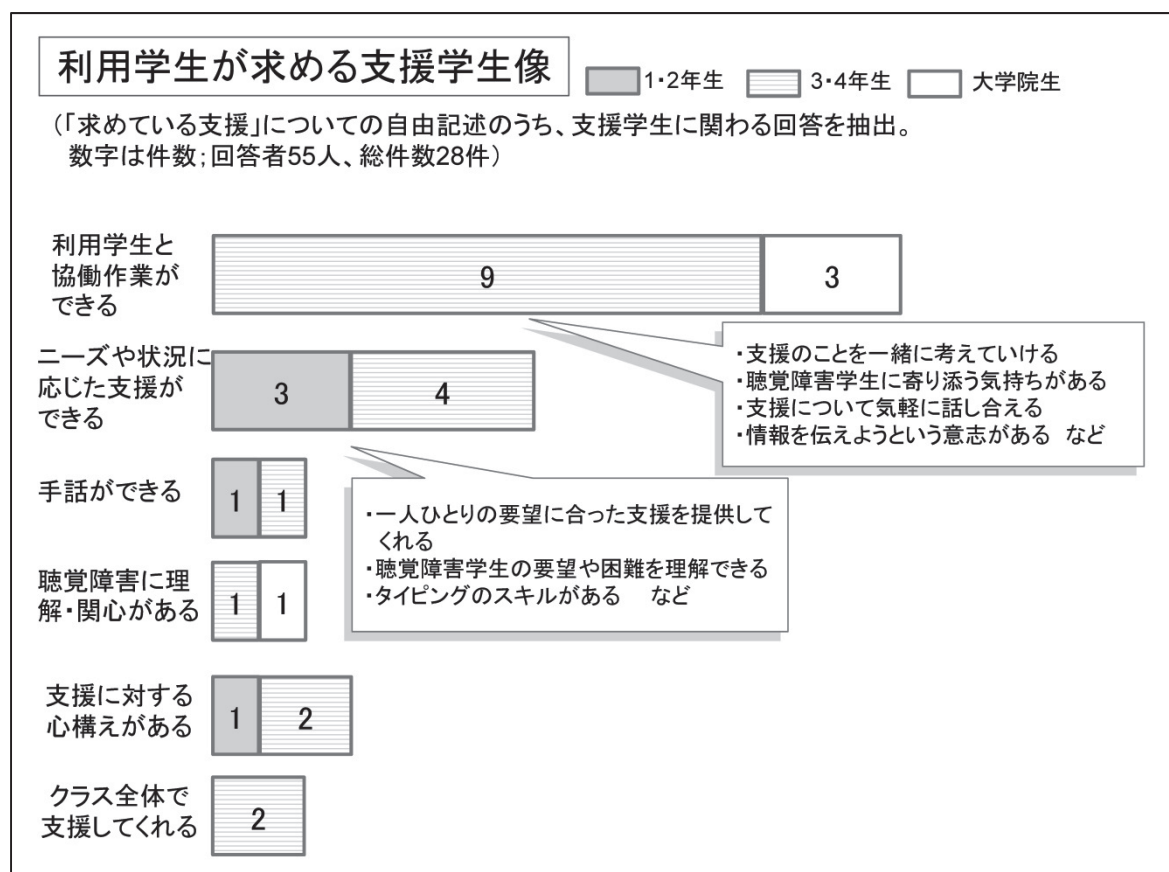 利用学生が求める支援学生像
1・2年生 3・4年生 大学院生
(「求めている支援」についての自由記述のうち、支援学生に関わる回答を抽出。
数字は件数;回答者55人、総件数28件)
利用学生と
協働作業が
できる
9 3
・支援のことを一緒に考えていける
・聴覚障害学生に寄り添う気持ちがある
・支援について気軽に話し合える
・情報を伝えようという意志がある など
ニーズや状況に
応じた支援が
できる
3 4
・一人ひとりの要望に合った支援を提供して
くれる
・聴覚障害学生の要望や困難を理解できる
・タイピングのスキルがある など
手話ができる
1 1
聴覚障害に理
解・関心がある
1 1
支援に対する
心構えがある
1 2
クラス全体で
支援してくれる
2